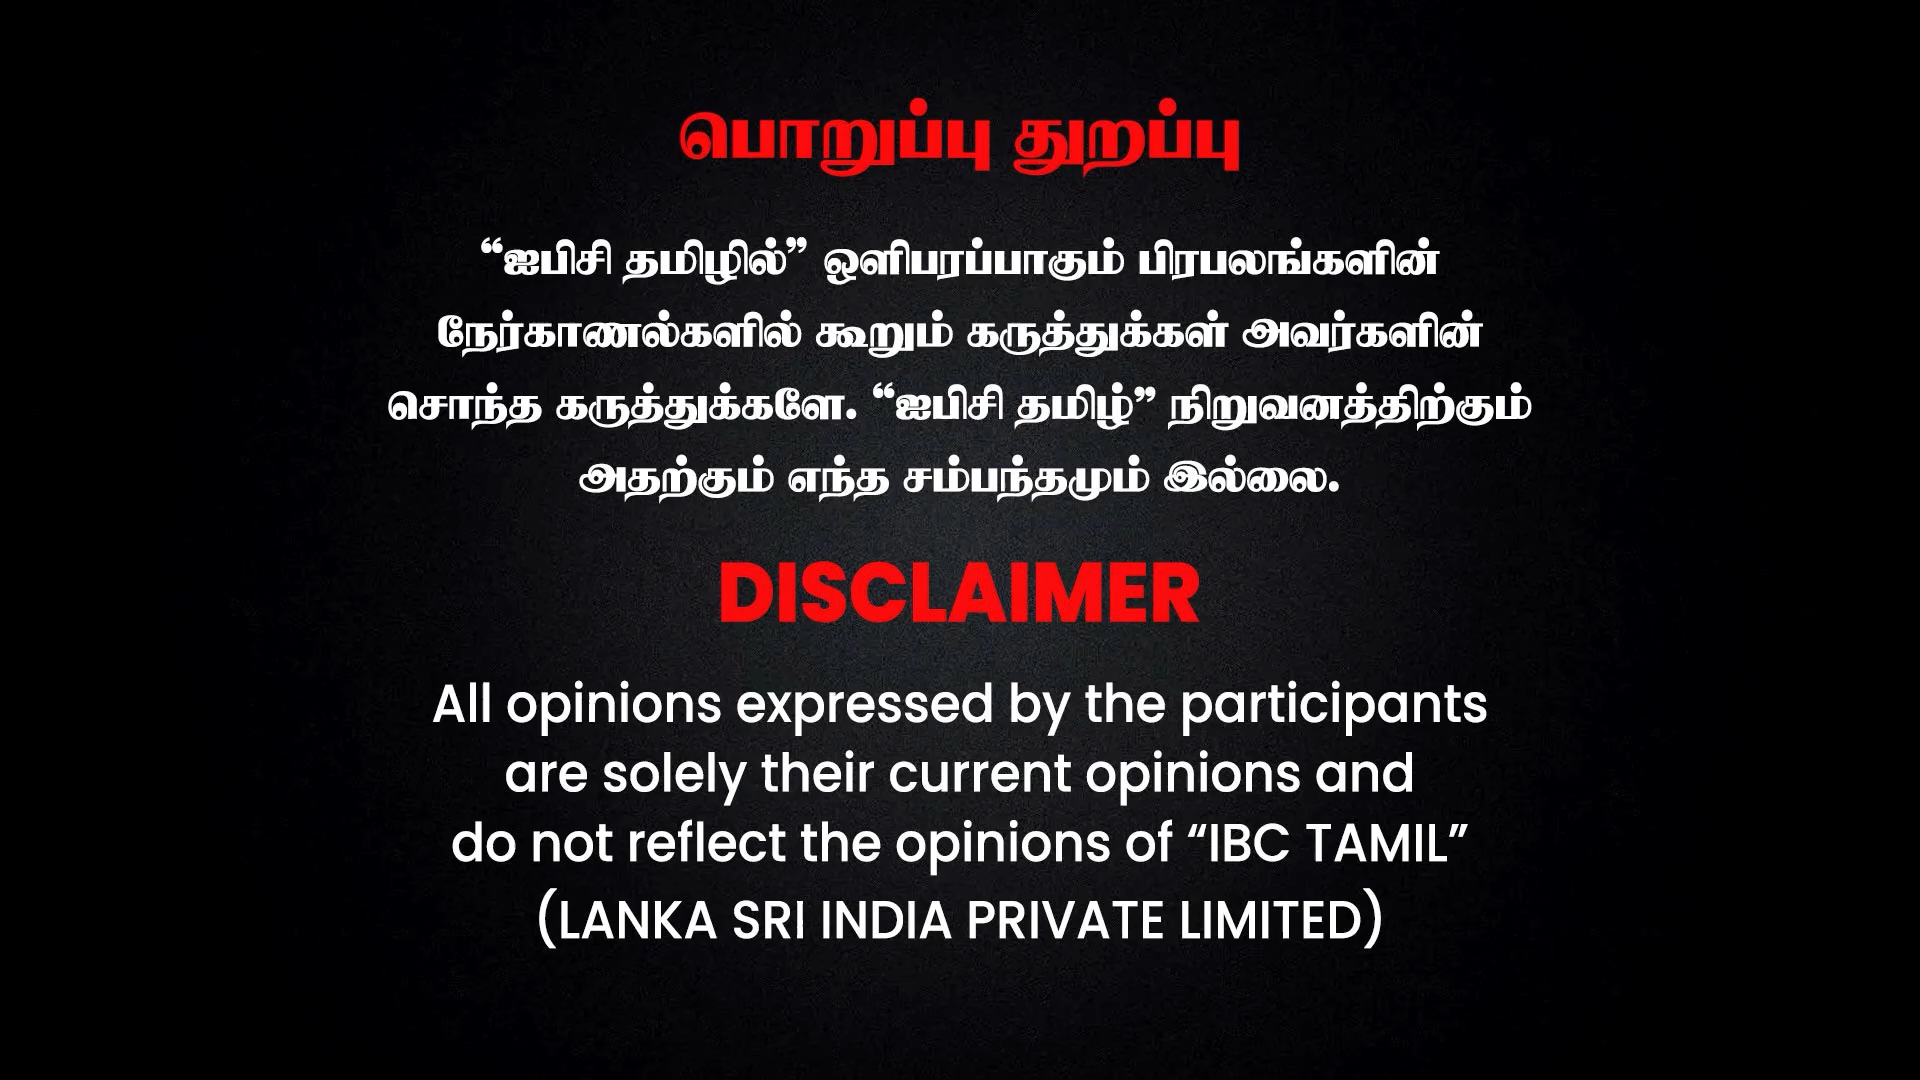 பொறுப்பு துறப்பு
“ஐபிசி தமிழில்” ஒளிபரப்பாகும் பிரபலங்களின்
நேர்காணல்களில் கூறும் கருத்துக்கள் அவர்களின்
சொந்த கருத்துக்களே. “ஐபிசி தமிழ்” நிறுவனத்திற்கும்
அதற்கும் எந்த சம்பந்தமும் இல்லை.
DISCLAIMER
All opinions expressed by the participants
are solely their current opinions and
do not reflect the opinions of “IBC TAMIL”
(LANKA SRI INDIA PRIVATE LIMITED)